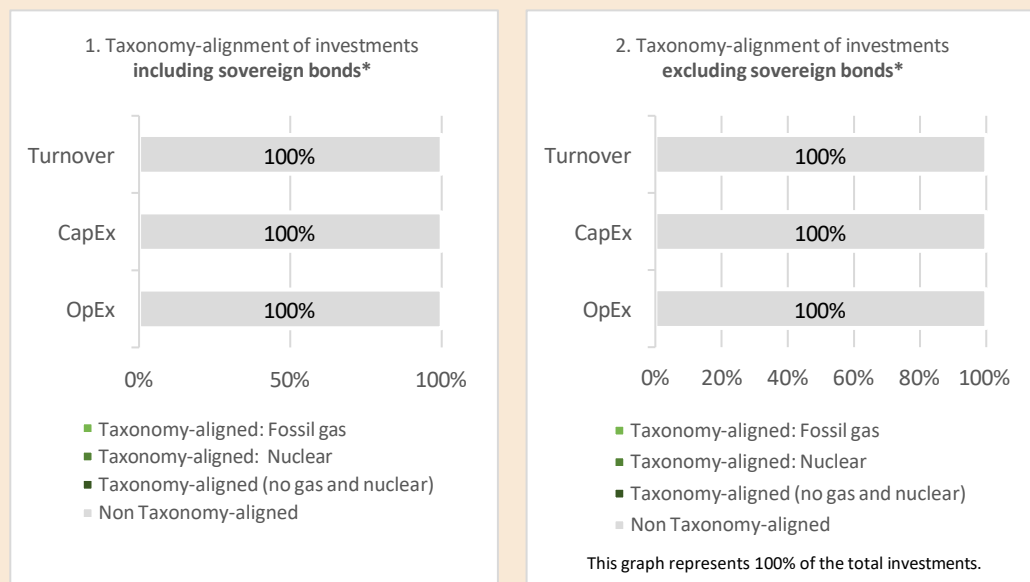 1. Taxonomy-alignment of investments
including sovereign bonds*
Turnover
100%
CapEx
100%
OpEx
100%
0% 50% 100%
Taxonomy-aligned: Fossil gas
Taxonomy-aligned: Nuclear
Taxonomy-aligned (no gas and nuclear)
Non Taxonomy-aligned
2. Taxonomy-alignment of investments
excluding sovereign bonds*
Turnover
100%
CapEx
100%
OpEx
100%
0% 20% 40% 60% 80% 100%
Taxonomy-aligned: Fossil gas
Taxonomy-aligned: Nuclear
Taxonomy-aligned (no gas and nuclear)
Non Taxonomy-aligned
This graph represents 100% of the total investments.